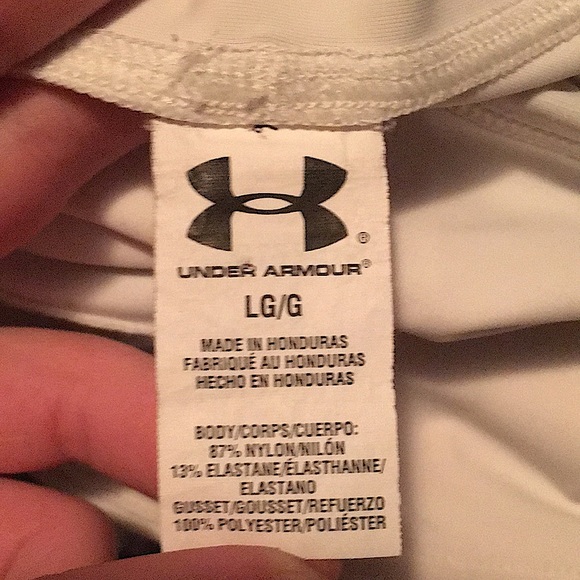 ®
UNDER ARMOUR®
LG/G
MADE IN HONDURAS
FABRIQUÉ AU HONDURAS
HECHO EN HONDURAS
BODY/CORPS/CUERPO:
87% NYLON/NILÓN
13% ELASTANE/ÉLASTHANNE/
ELASTANO
GUSSET/GOUSSET/REFUERZO
100% POLYESTER/POLIÉSTER